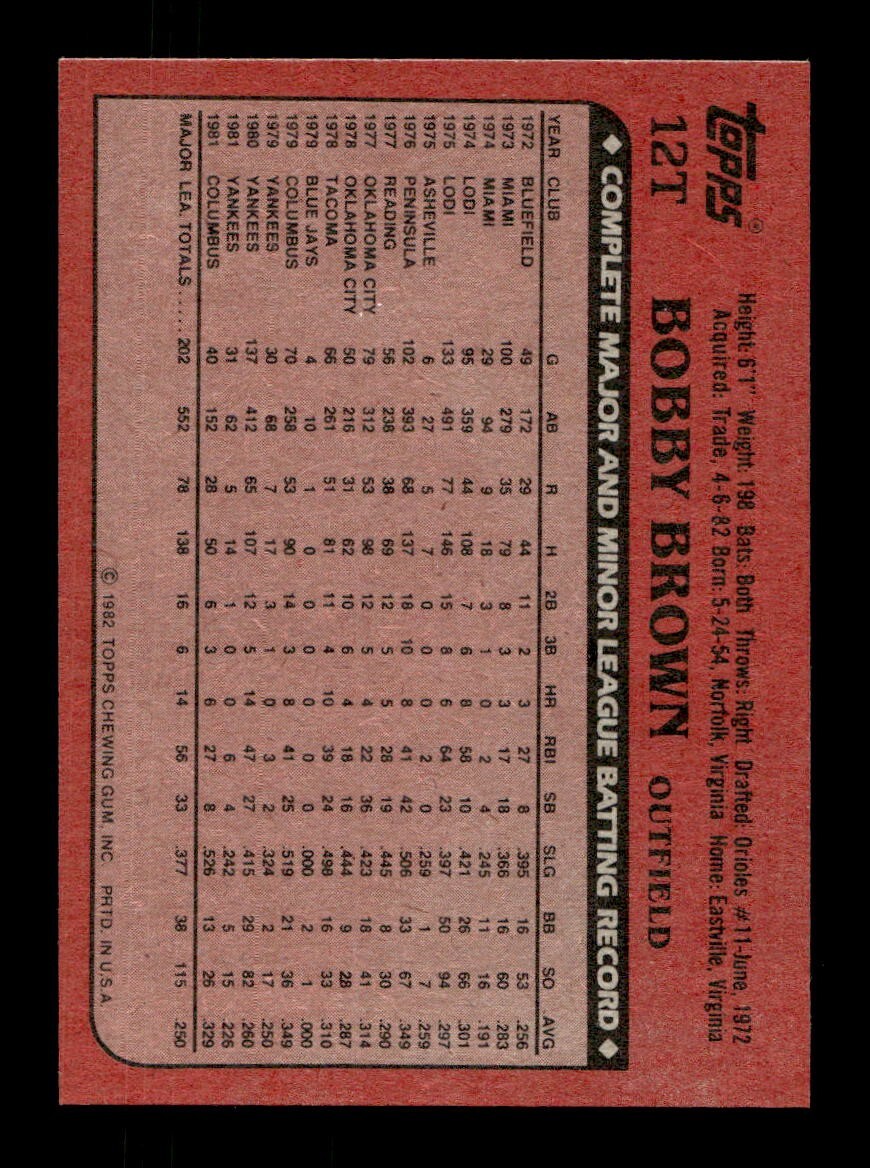 Topps®
Height: 6'1" Weight: 198 Bats: Both Throws: Right Drafted: Orioles #11-June, 1972
Acquired: Trade, 4-6-82 Born: 5-24-54, Norfolk, Virginia Home: Eastville, Virginia
12T BOBBY BROWN OUTFIELD
◆ COMPLETE MAJOR AND MINOR LEAGUE BATTING RECORD ◆
YEAR CLUB G AB R H 2B 3B HR RBI SB SLG BB SO AVG
1972 BLUEFIELD 49 172 29 44 11 2 3 27 8 .395 16 53 .256
1973 MIAMI 100 279 35 79 8 3 3 17 18 .366 16 60 .283
1974 MIAMI 29 94 9 18 3 1 0 2 4 .245 11 16 .191
1974 LODI 95 359 44 108 7 6 8 58 10 .421 26 66 .301
1975 LODI 133 491 77 146 15 8 6 64 23 .397 50 94 .297
1975 ASHEVILLE 6 27 5 7 0 0 0 2 0 .259 1 7 .259
1976 PENINSULA 102 393 68 137 18 10 8 41 42 .506 33 67 .349
1977 READING 56 238 38 69 12 5 5 28 19 .445 8 30 .290
1977 OKLAHOMA CITY 79 312 53 98 12 5 4 22 36 .423 18 41 .314
1978 OKLAHOMA CITY 50 216 31 62 10 6 4 18 16 .444 9 28 .287
1978 TACOMA 66 261 51 81 11 4 10 39 24 .498 16 33 .310
1979 BLUE JAYS 4 10 1 0 0 0 0 0 0 .000 2 1 .000
1979 COLUMBUS 70 258 53 90 14 3 8 41 25 .519 21 36 .349
1979 YANKEES 30 68 7 17 3 1 0 3 2 .324 2 17 .250
1980 YANKEES 137 412 65 107 12 5 14 47 27 .415 29 82 .260
1981 YANKEES 31 62 5 14 1 0 0 6 4 .242 5 15 .226
1981 COLUMBUS 40 152 28 50 6 3 6 27 8 .526 13 26 .329
MAJOR LEA. TOTALS ..... 202 552 78 138 16 6 14 56 33 .377 38 115 .250
© 1982 TOPPS CHEWING GUM, INC. PRTD. IN U.S.A.